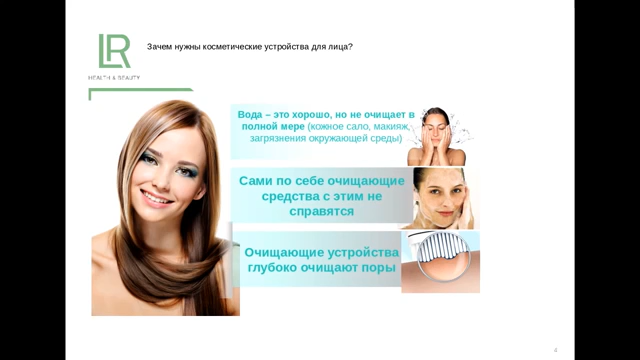 LR
HEALTH & BEAUTY
Зачем нужны косметические устройства для лица?
Вода – это хорошо, но не очищает в
полной мере (кожное сало, макияж,
загрязнения окружающей среды)
Сами по себе очищающие
средства с этим не
справятся
Очищающие устройства
глубоко очищают поры